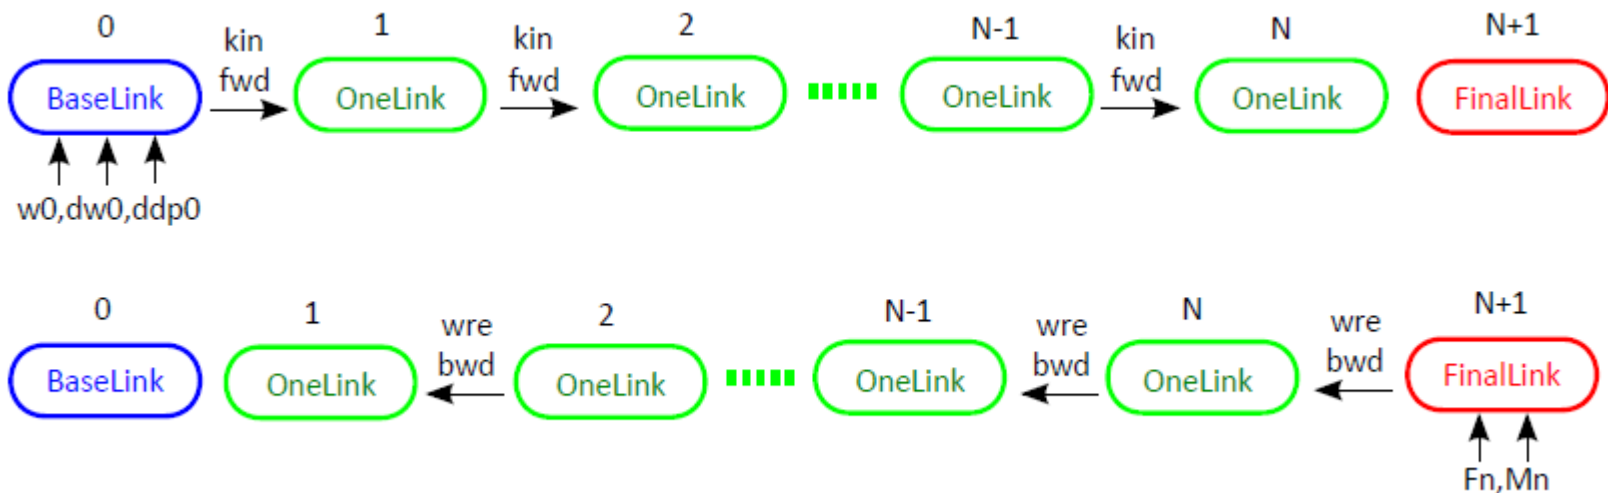 0 1 2 N-1 N N+1
kin fwd kin fwd kin fwd
BaseLink OneLink OneLink OneLink OneLink FinalLink
w0,dw0,ddp0
0 1 2 N-1 N N+1
wre bwd wre bwd wre bwd
BaseLink OneLink OneLink OneLink OneLink FinalLink
Fn,Mn